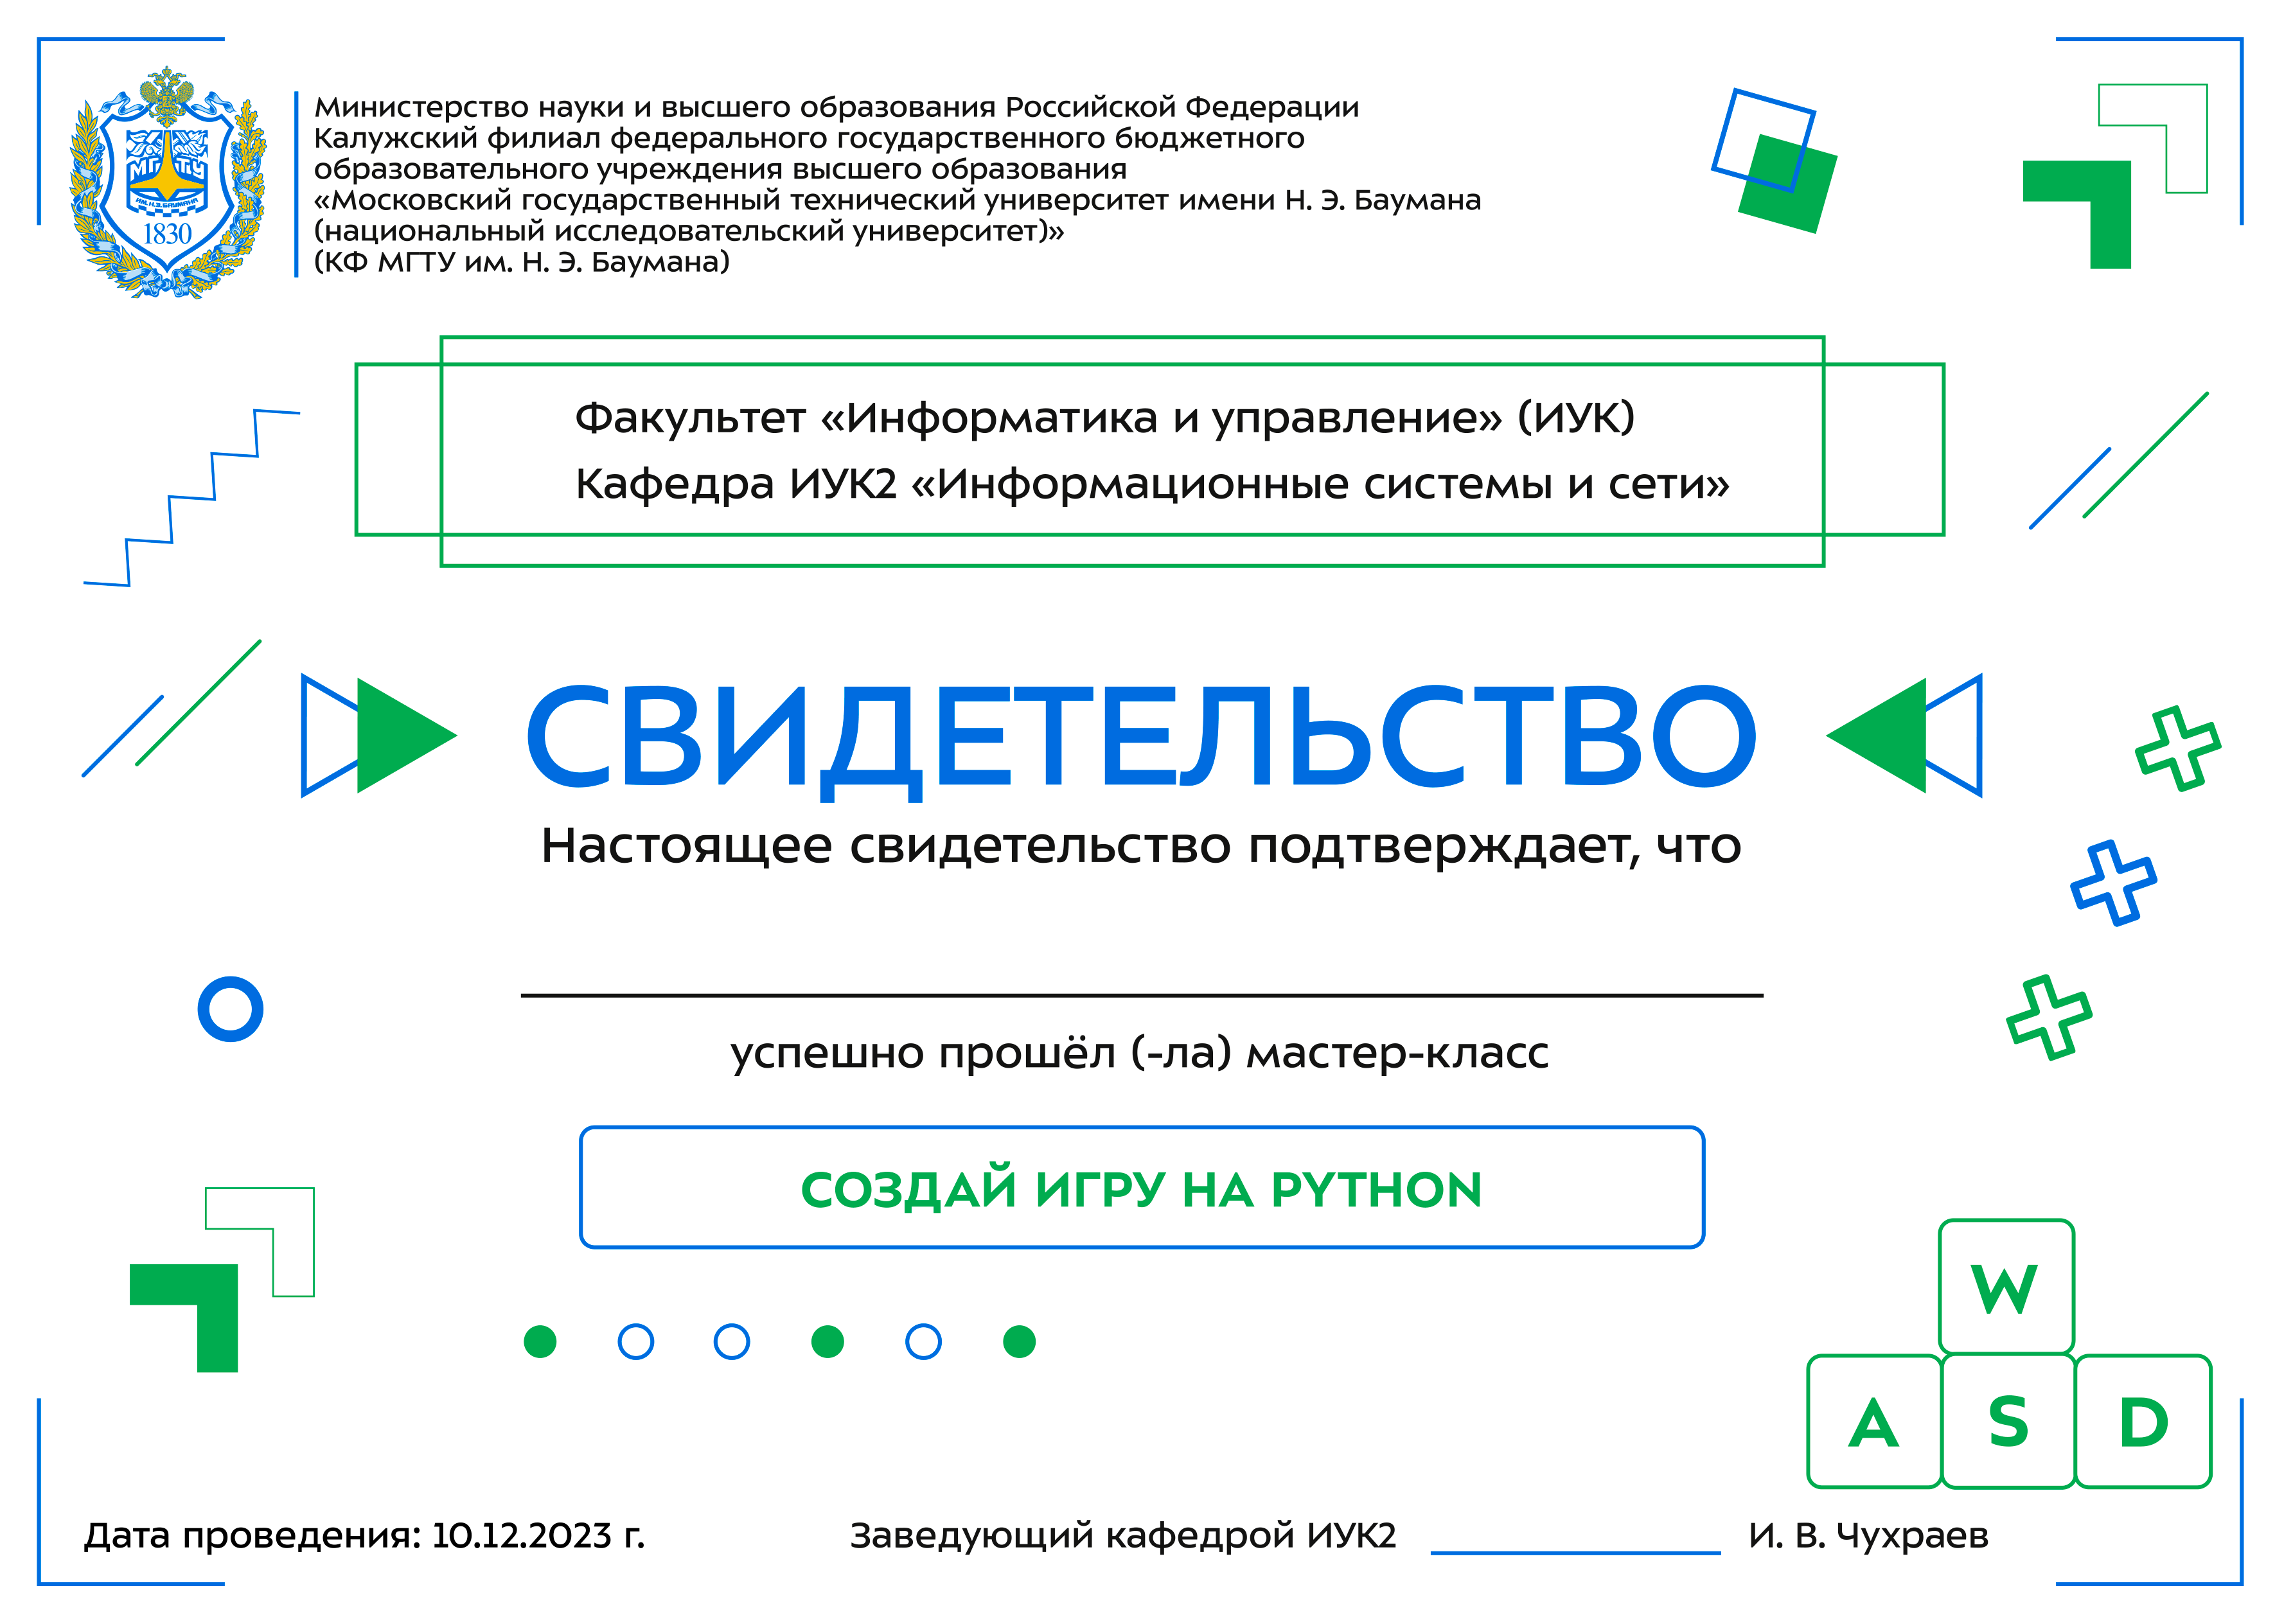 МГТУ
ИМ. Н.Э. БАУМАНА
1830
Министерство науки и высшего образования Российской Федерации
Калужский филиал федерального государственного бюджетного
образовательного учреждения высшего образования
«Московский государственный технический университет имени Н. Э. Баумана
(национальный исследовательский университет)»
(КФ МГТУ им. Н. Э. Баумана)
Факультет «Информатика и управление» (ИУК)
Кафедра ИУК2 «Информационные системы и сети»
СВИДЕТЕЛЬСТВО
Настоящее свидетельство подтверждает, что
успешно прошёл (-ла) мастер-класс
СОЗДАЙ ИГРУ НА PYTHON
W
A S D
Дата проведения: 10.12.2023 г.
Заведующий кафедрой ИУК2
И. В. Чухраев